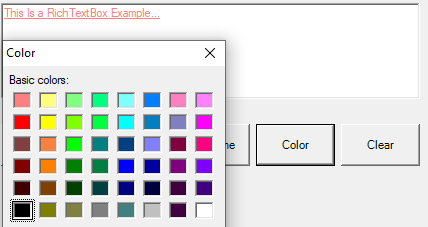 This Is a RichTextBox Example...
Color
Basic colors:
Color
Clear